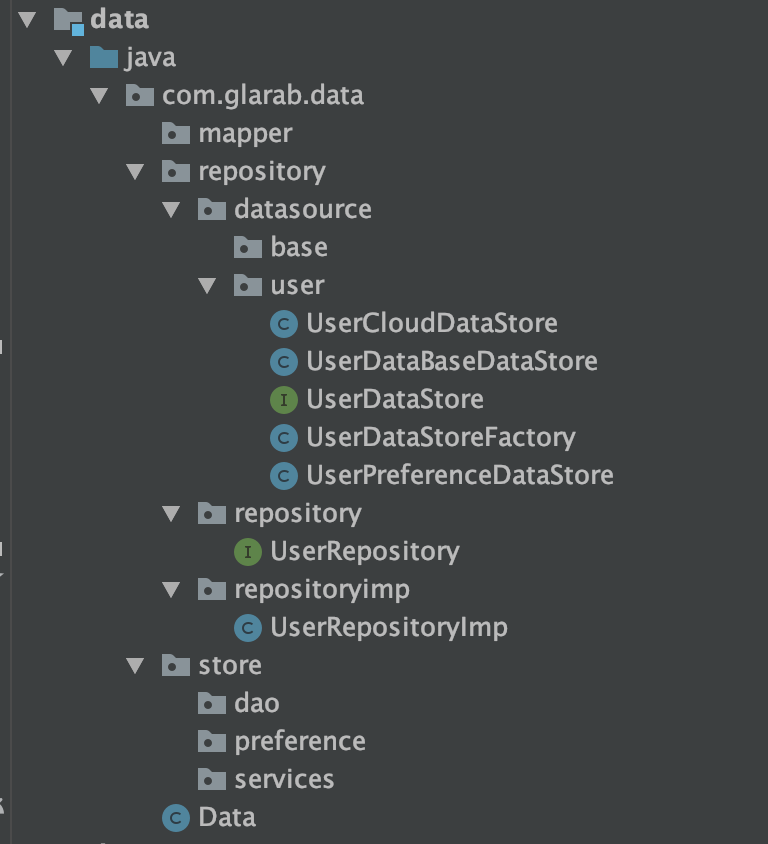 data
java
com.glarab.data
mapper
repository
datasource
base
user
C UserCloudDataStore
C UserDataBaseDataStore
I UserDataStore
C UserDataStoreFactory
C UserPreferenceDataStore
repository
I UserRepository
repositoryimp
C UserRepositoryImp
store
dao
preference
services
C Data